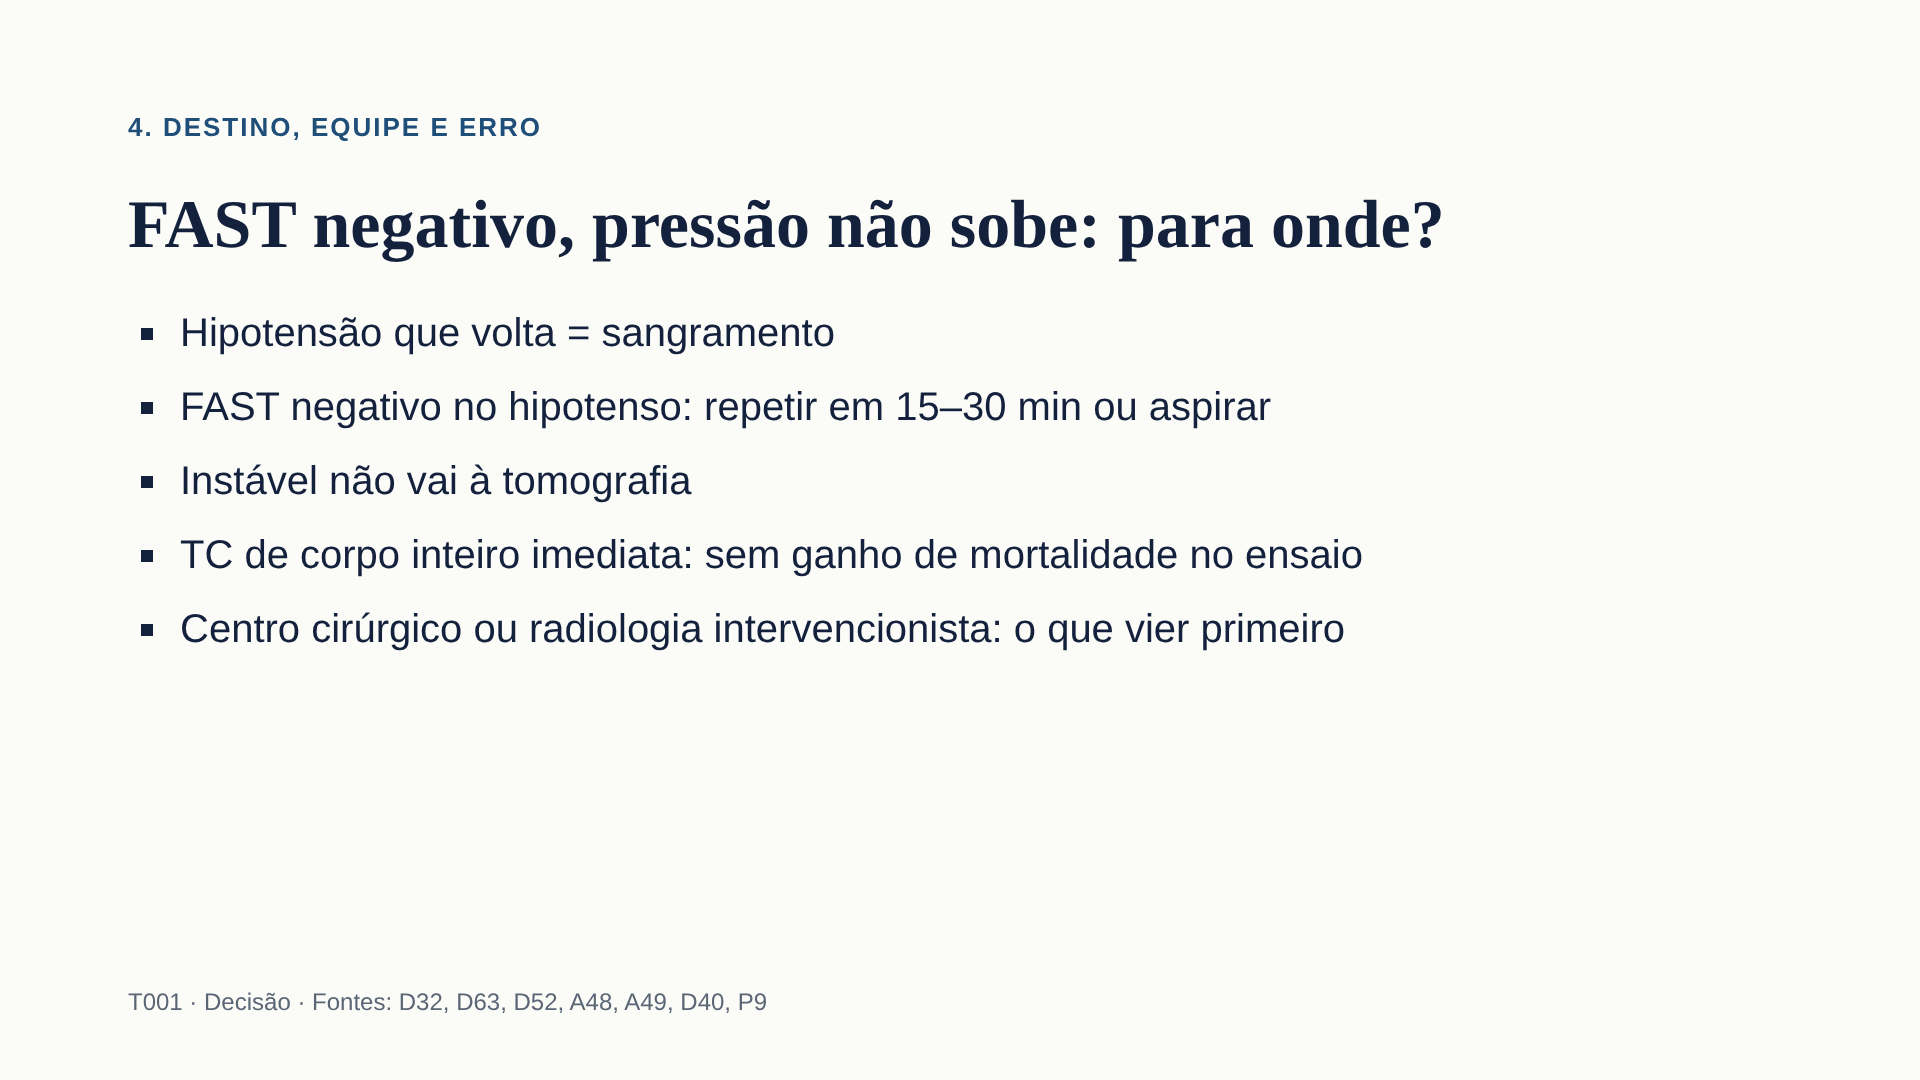 4. DESTINO, EQUIPE E ERRO
FAST negativo, pressão não sobe: para onde?
▪ Hipotensão que volta = sangramento
▪ FAST negativo no hipotenso: repetir em 15–30 min ou aspirar
▪ Instável não vai à tomografia
▪ TC de corpo inteiro imediata: sem ganho de mortalidade no ensaio
▪ Centro cirúrgico ou radiologia intervencionista: o que vier primeiro
T001 · Decisão · Fontes: D32, D63, D52, A48, A49, D40, P9